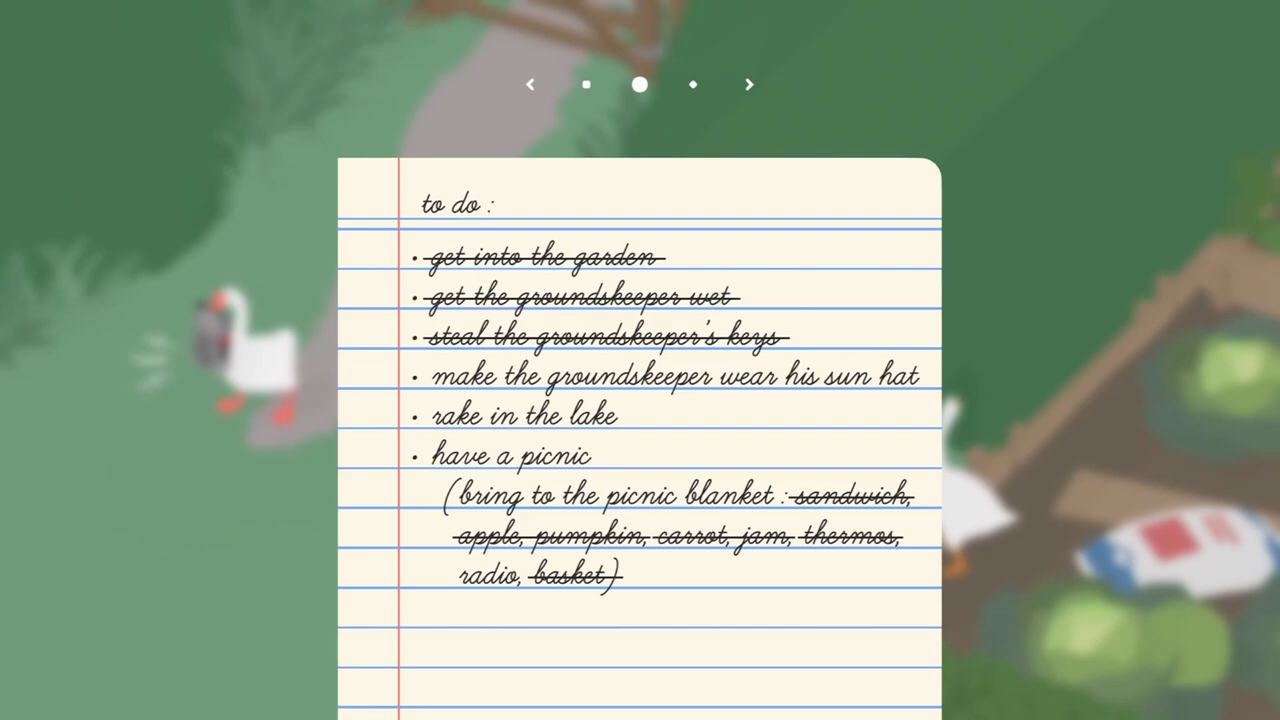 to do :
• get into the garden
• get the groundskeeper wet
• steal the groundskeeper's keys
• make the groundskeeper wear his sun hat
• rake in the lake
• have a picnic
(bring to the picnic blanket : sandwich,
apple, pumpkin, carrot, jam, thermos,
radio, basket)